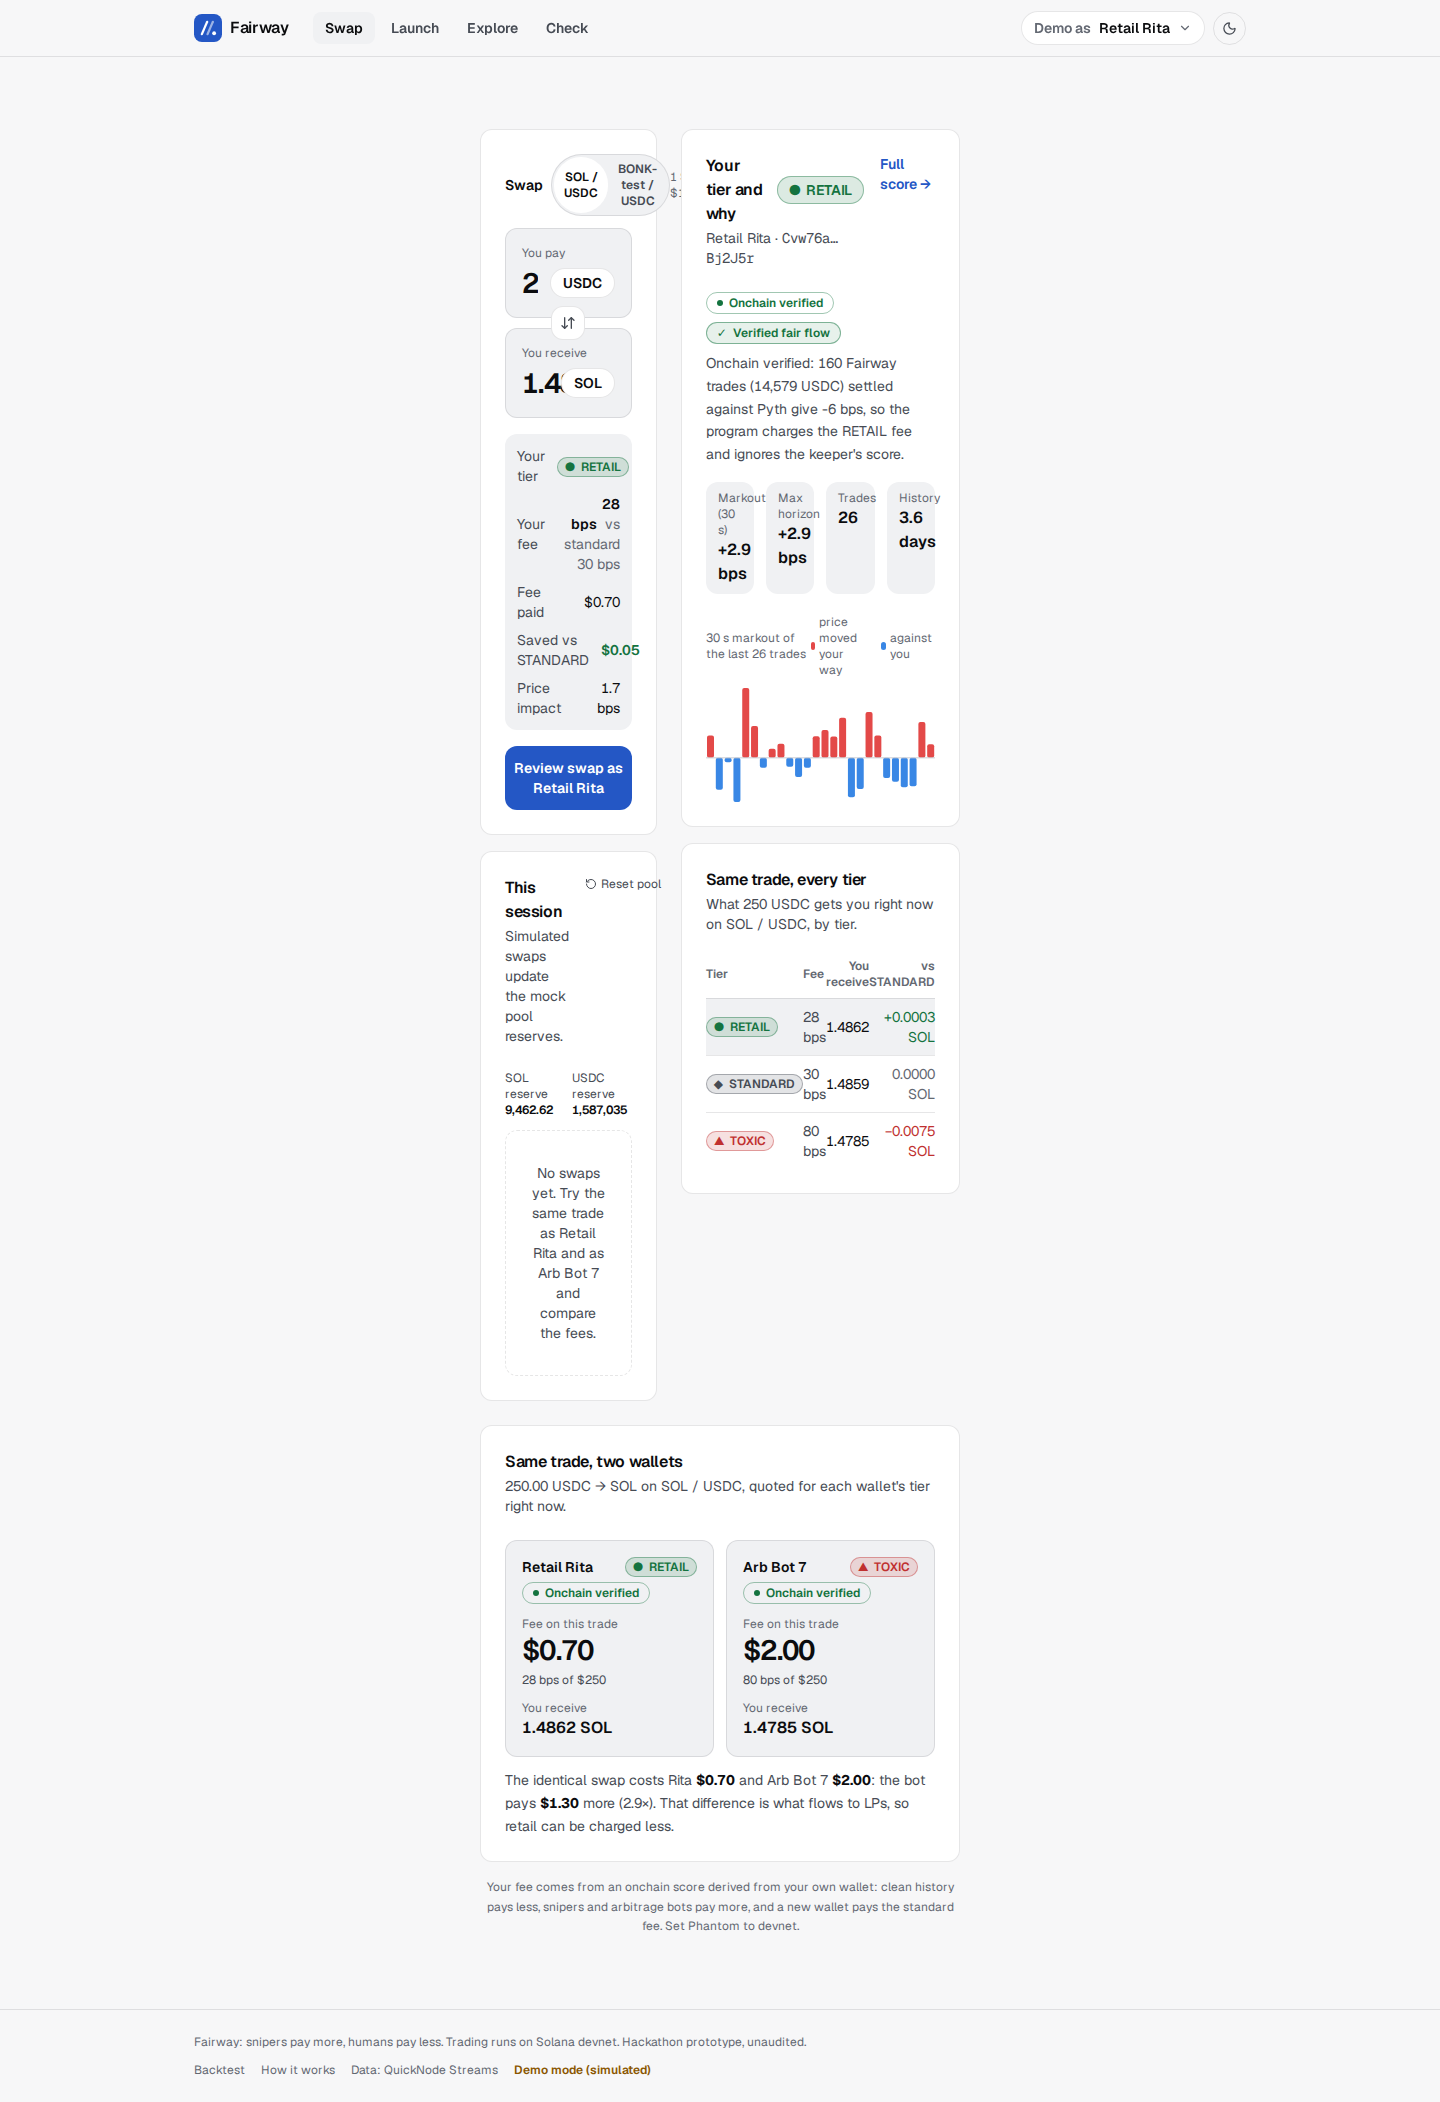 Fairway Swap Launch Explore Check Demo as Retail Rita
Swap SOL / USDC BONK-test / USDC
You pay
2 USDC
You receive
SOL
Your tier RETAIL
Your fee 28 bps vs standard 30 bps
Fee paid $0.70
Saved vs STANDARD $0.05
Price impact 1.7 bps
Review swap as
Retail Rita
Your tier and why RETAIL Full score →
Retail Rita · Cvw76a…
Bj2J5r
Onchain verified
✓ Verified fair flow
Onchain verified: 160 Fairway
trades (14,579 USDC) settled
against Pyth give -6 bps, so the
program charges the RETAIL fee
and ignores the keeper's score.
Markout (30 s) +2.9 bps
Max horizon +2.9 bps
Trades 26
History 3.6 days
30 s markout of the last 26 trades price moved your way against you
This session Reset pool
Simulated
swaps
update
the mock
pool
reserves.
SOL reserve 9,462.62
USDC reserve 1,587,035
No swaps
yet. Try the
same trade
as Retail
Rita and as
Arb Bot 7
and
compare
the fees.
Same trade, every tier
What 250 USDC gets you right now
on SOL / USDC, by tier.
Tier Fee You receive vs STANDARD
RETAIL 28 bps 1.4862 +0.0003 SOL
STANDARD 30 bps 1.4859 0.0000 SOL
TOXIC 80 bps 1.4785 −0.0075 SOL
Same trade, two wallets
250.00 USDC → SOL on SOL / USDC, quoted for each wallet's tier
right now.
Retail Rita RETAIL
Onchain verified
Fee on this trade
$0.70
28 bps of $250
You receive
1.4862 SOL
Arb Bot 7 TOXIC
Onchain verified
Fee on this trade
$2.00
80 bps of $250
You receive
1.4785 SOL
The identical swap costs Rita $0.70 and Arb Bot 7 $2.00: the bot
pays $1.30 more (2.9×). That difference is what flows to LPs, so
retail can be charged less.
Your fee comes from an onchain score derived from your own wallet: clean history
pays less, snipers and arbitrage bots pay more, and a new wallet pays the standard
fee. Set Phantom to devnet.
Fairway: snipers pay more, humans pay less. Trading runs on Solana devnet. Hackathon prototype, unaudited.
Backtest How it works Data: QuickNode Streams Demo mode (simulated)